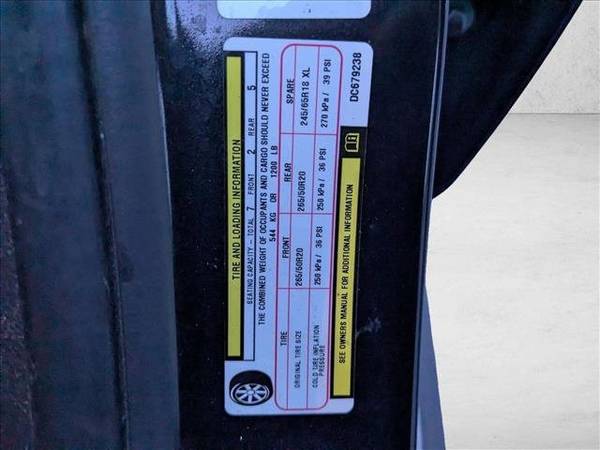 TIRE AND LOADING INFORMATION
SEATING CAPACITY – TOTAL 7 FRONT 2 REAR 5
THE COMBINED WEIGHT OF OCCUPANTS AND CARGO SHOULD NEVER EXCEED
544 KG OR 1200 LB
TIRE FRONT REAR SPARE
ORIGINAL TIRE SIZE 265/50R20 265/50R20 245/65R18 XL
COLD TIRE INFLATION PRESSURE 250 kPa / 36 PSI 250 kPa / 36 PSI 270 kPa / 39 PSI
SEE OWNERS MANUAL FOR ADDITIONAL INFORMATION
DC679238